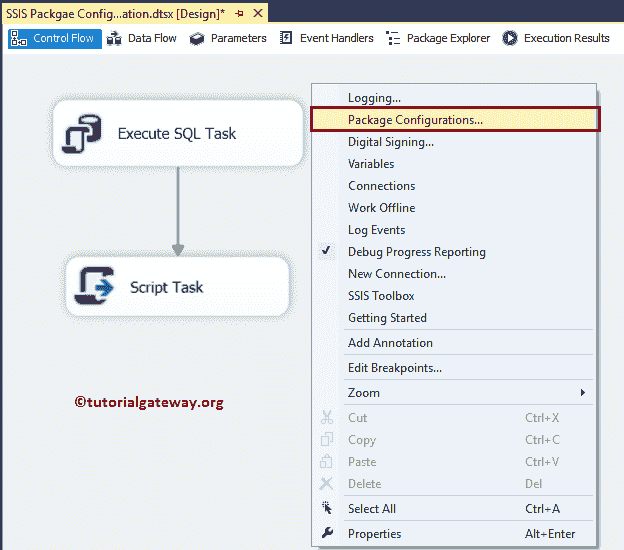 SSIS Packgae Config...ation.dtsx [Design]*
Control Flow Data Flow Parameters Event Handlers Package Explorer Execution Results
Execute SQL Task
Script Task
©tutorialgateway.org
Logging...
Package Configurations...
Digital Signing...
Variables
Connections
Work Offline
Log Events
Debug Progress Reporting
New Connection...
SSIS Toolbox
Getting Started
Add Annotation
Edit Breakpoints...
Zoom
Cut Ctrl+X
Copy Ctrl+C
Paste Ctrl+V
Delete Del
Select All Ctrl+A
Properties Alt+Enter